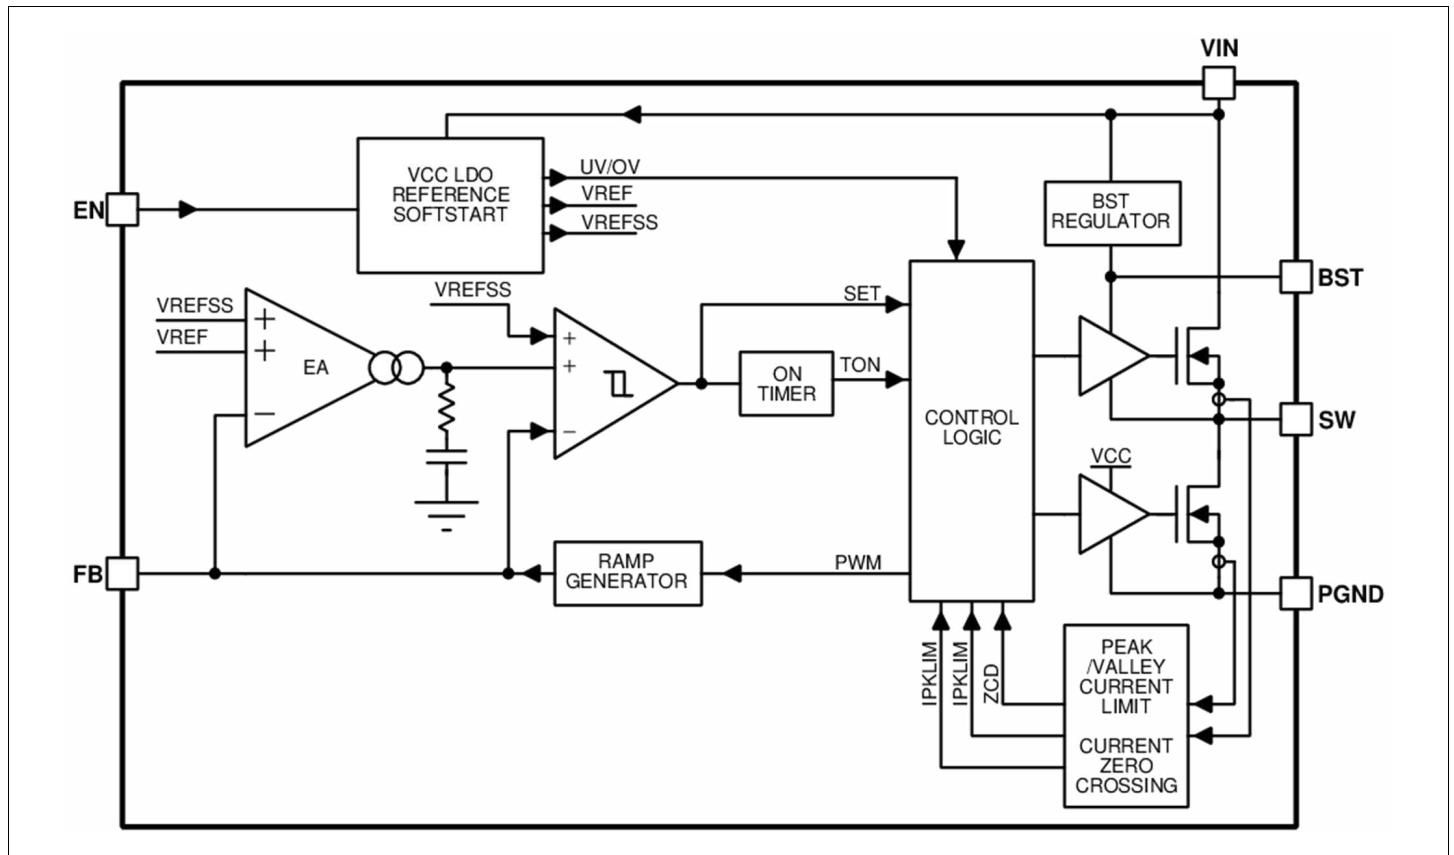 VIN
VCC LDO
REFERENCE
SOFTSTART
UV/OV
VREF
VREFSS
EN
BST
REGULATOR
BST
VREFSS
VREF
+
+
−
EA
VREFSS
+
+
−
SET
ON
TIMER
TON
CONTROL
LOGIC
SW
VCC
FB
RAMP
GENERATOR
PWM
PGND
IPKLIM
IPKLIM
ZCD
PEAK
/VALLEY
CURRENT
LIMIT
CURRENT
ZERO
CROSSING